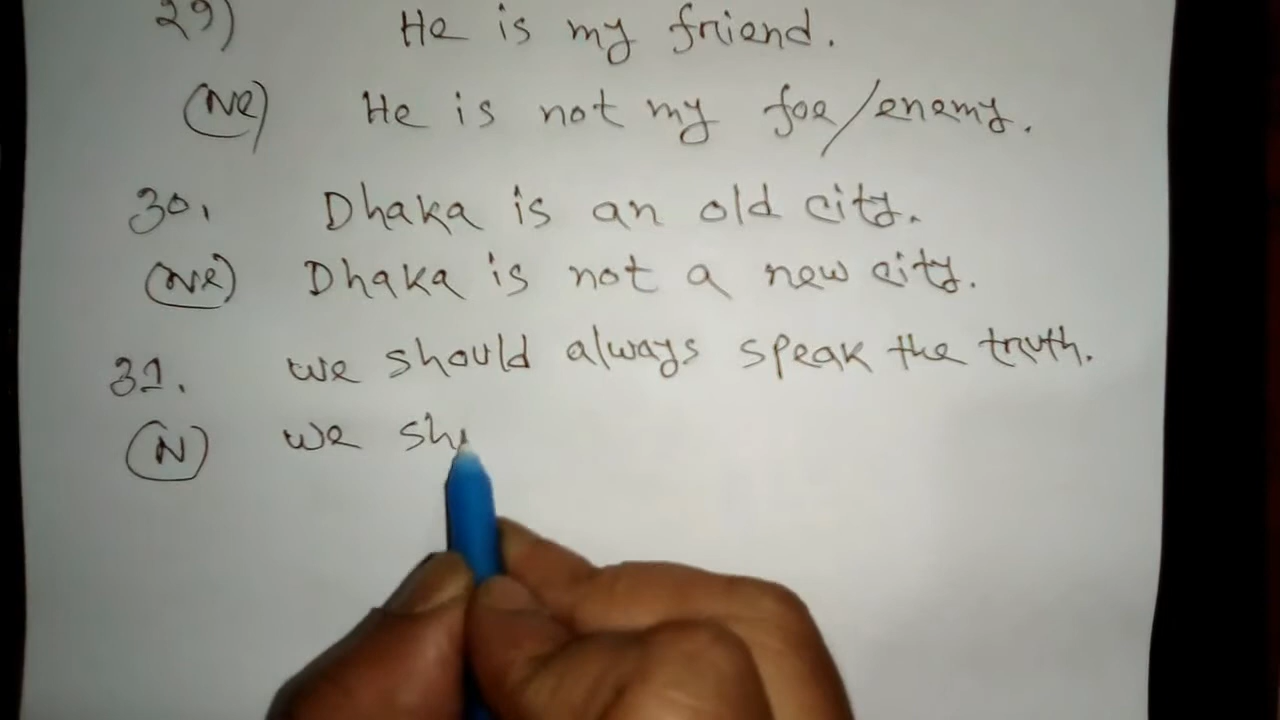 29) He is my friend.
(Ne) He is not my foe/enemy.
30. Dhaka is an old city.
(Ne) Dhaka is not a new city.
31. we should always speak the truth.
(N) we sh